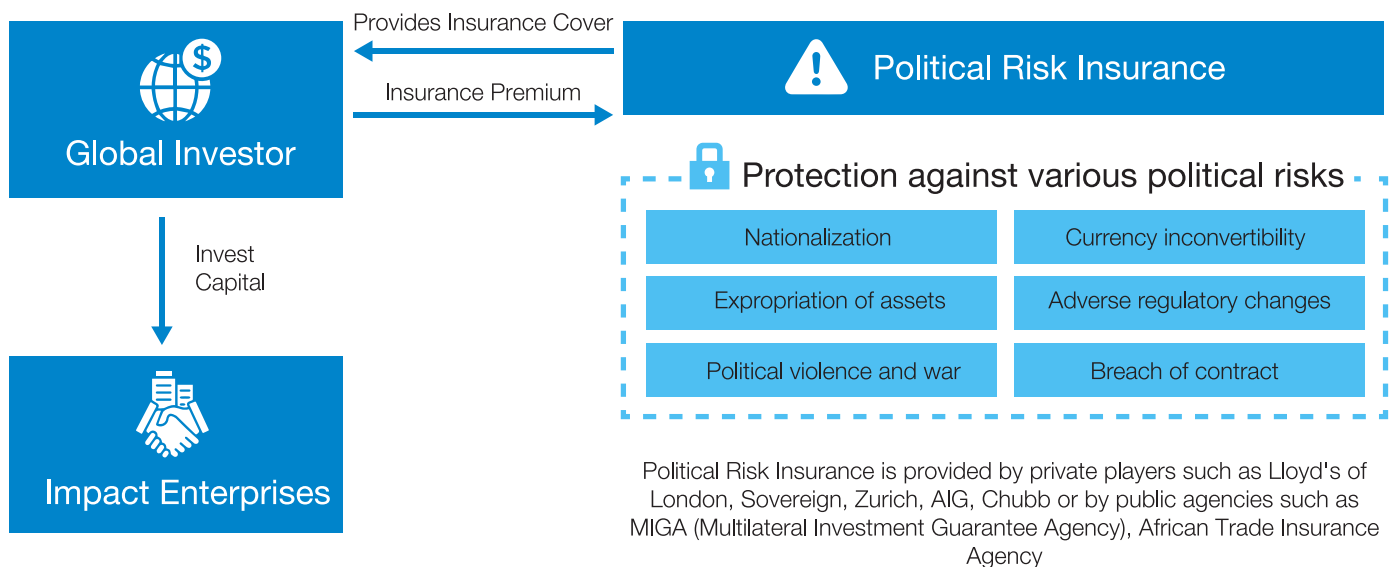 Provides Insurance Cover
Insurance Premium
$
Global Investor
Political Risk Insurance
Invest
Capital
Impact Enterprises
Protection against various political risks
Nationalization
Currency inconvertibility
Expropriation of assets
Adverse regulatory changes
Political violence and war
Breach of contract
Political Risk Insurance is provided by private players such as Lloyd's of
London, Sovereign, Zurich, AIG, Chubb or by public agencies such as
MIGA (Multilateral Investment Guarantee Agency), African Trade Insurance
Agency